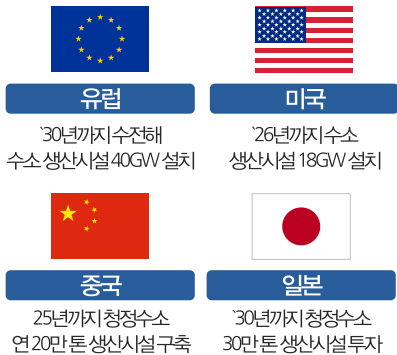 유럽
`30년까지 수전해
수소 생산시설 40GW 설치
미국
`26년까지 수소
생산시설 18GW 설치
중국
25년까지 청정수소
연 20만 톤 생산시설 구축
일본
`30년까지 청정수소
30만 톤 생산시설 투자